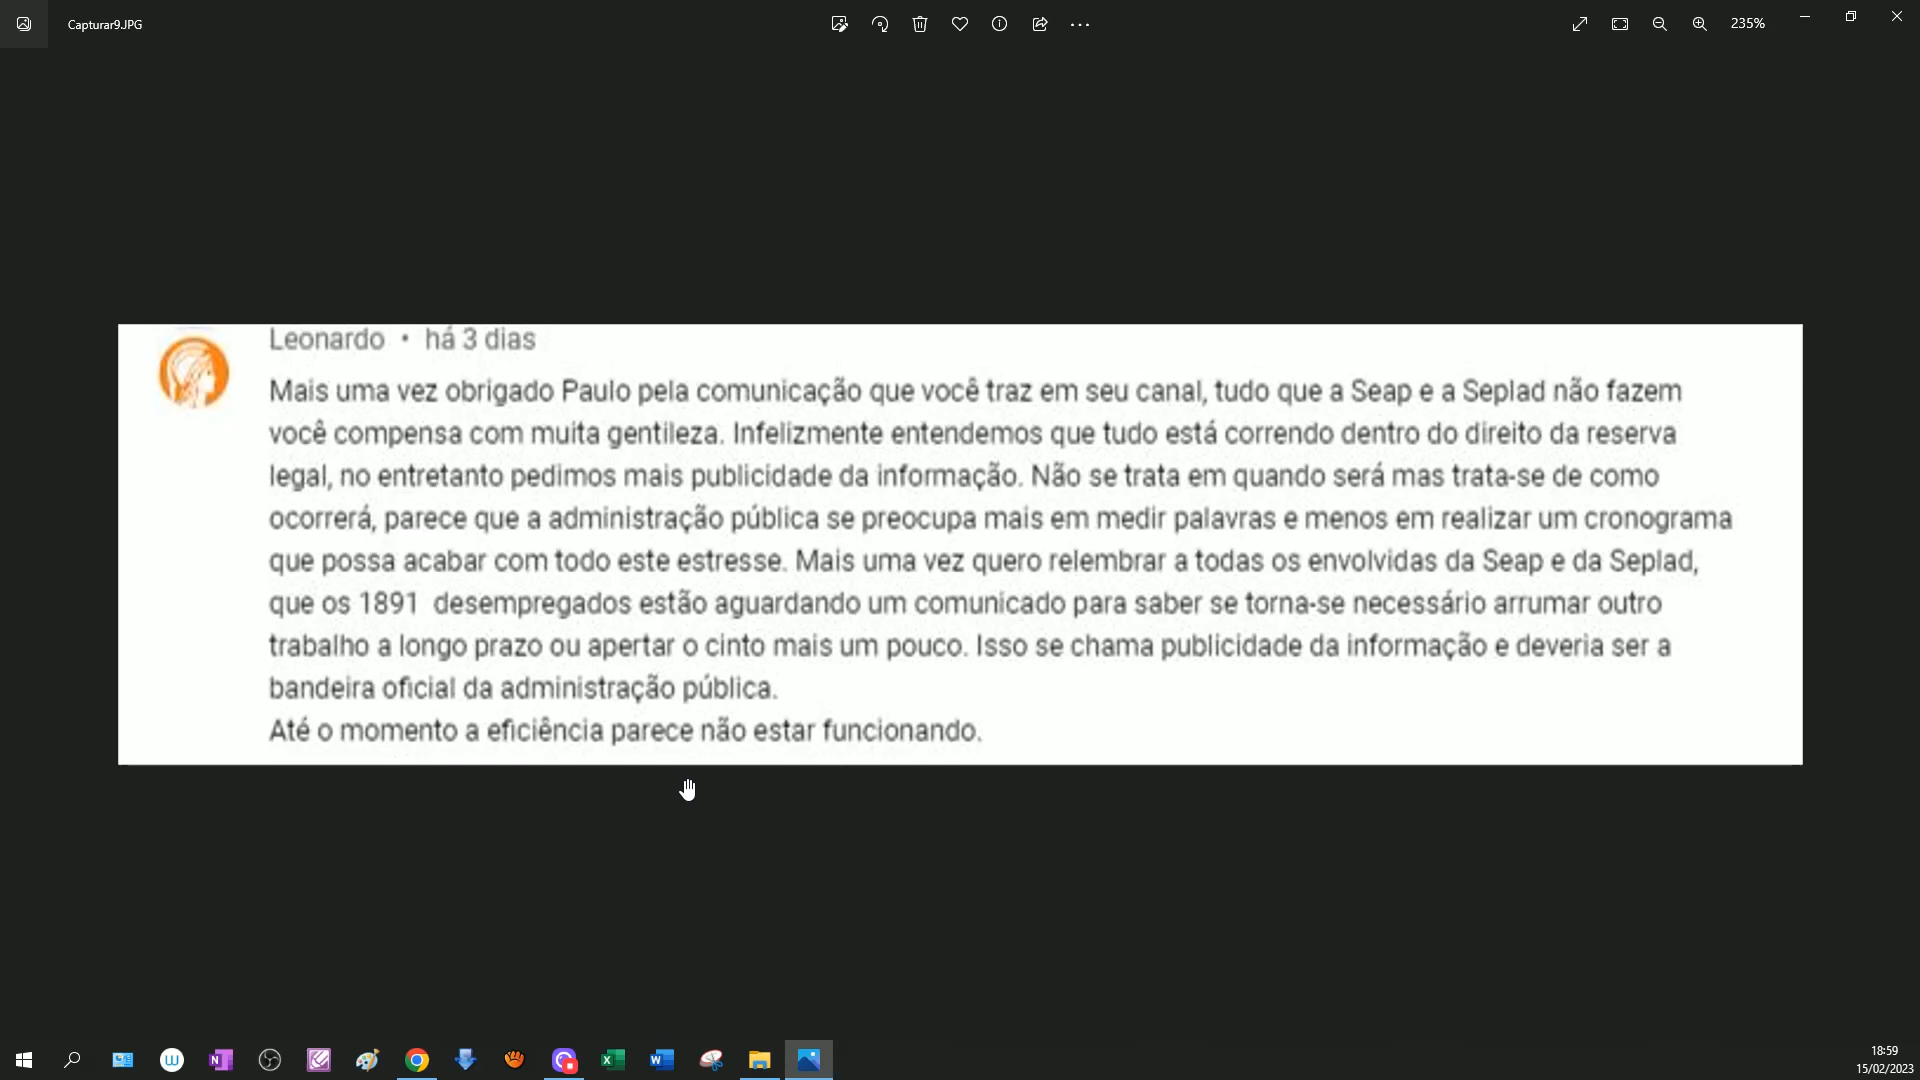 Capturar9.JPG
235%
Leonardo • há 3 dias
Mais uma vez obrigado Paulo pela comunicação que você traz em seu canal, tudo que a Seap e a Seplad não fazem
você compensa com muita gentileza. Infelizmente entendemos que tudo está correndo dentro do direito da reserva
legal, no entretanto pedimos mais publicidade da informação. Não se trata em quando será mas trata-se de como
ocorrerá, parece que a administração pública se preocupa mais em medir palavras e menos em realizar um cronograma
que possa acabar com todo este estresse. Mais uma vez quero relembrar a todas os envolvidas da Seap e da Seplad,
que os 1891 desempregados estão aguardando um comunicado para saber se torna-se necessário arrumar outro
trabalho a longo prazo ou apertar o cinto mais um pouco. Isso se chama publicidade da informação e deveria ser a
bandeira oficial da administração pública.
Até o momento a eficiência parece não estar funcionando.
18:59
15/02/2023